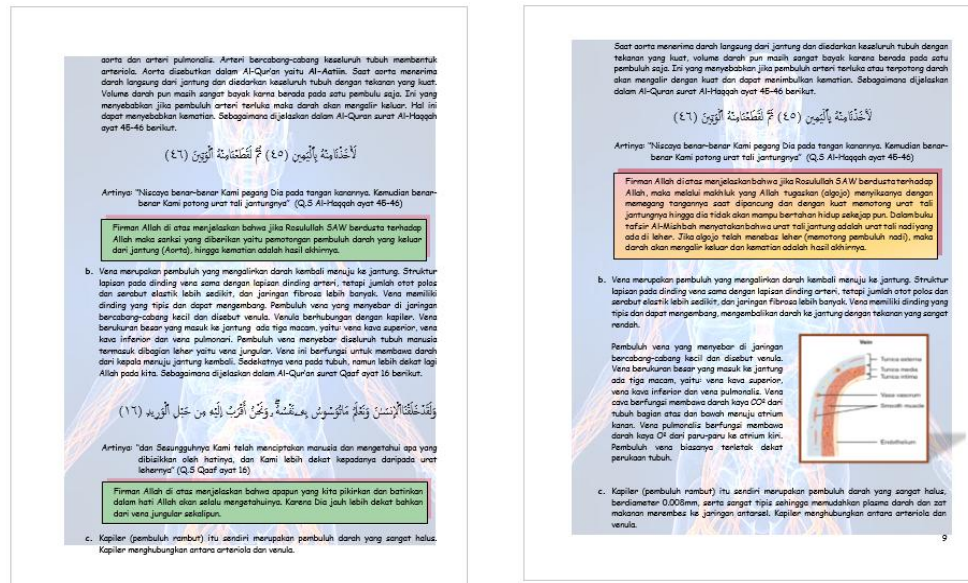 aorta dan arteri pulmonalis. Arteri bercabang-cabang keseluruh tubuh membentuk
arteriola. Aorta disebutkan dalam Al-Qur'an yaitu Al-Aatiin. Saat aorta menerima
darah langsung dari jantung dan diedarkan keseluruh tubuh dengan tekanan yang kuat.
Volume darah pun masih sangat bayak karna berada pada satu pembulu saja. Ini yang
menyebabkan jika pembuluh arteri terluka maka darah akan mengalir keluar. Hal ini
dapat menyebabkan kematian. Sebagaimana dijelaskan dalam Al-Quran surat Al-Haqqah
ayat 45-46 berikut.
لَأَخَذْنَا مِنْهُ بِالْيَمِينِ (٤٥) ثُمَّ لَقَطَعْنَا مِنْهُ الْوَتِينَ (٤٦)
Artinya: "Niscaya benar-benar Kami pegang Dia pada tangan kanannya. Kemudian benar-
benar Kami potong urat tali jantungnya" (Q.S Al-Haqqah ayat 45-46)
Firman Allah di atas menjelaskan bahwa jika Rosulullah SAW berdusta terhadap
Allah maka sanksi yang diberikan yaitu pemotongan pembuluh darah yang keluar
dari jantung (Aorta), hingga kematian adalah hasil akhirnya.
b. Vena merupakan pembuluh yang mengalirkan darah kembali menuju ke jantung. Struktur
lapisan pada dinding vena sama dengan lapisan dinding arteri, tetapi jumlah otot polos
dan serabut elastik lebih sedikit, dan jaringan fibrosa lebih banyak. Vena memiliki
dinding yang tipis dan dapat mengembang. Pembuluh vena yang menyebar di jaringan
bercabang-cabang kecil dan disebut venula. Venula berhubungan dengan kapiler. Vena
berukuran besar yang masuk ke jantung ada tiga macam, yaitu: vena kava superior, vena
kava inferior dan vena pulmonari. Pembuluh vena menyebar diseluruh tubuh manusia
termasuk dibagian leher yaitu vena jungular. Vena ini berfungsi untuk membawa darah
dari kepala menuju jantung kembali. Sedekatnya vena pada tubuh, namun lebih dekat lagi
Allah pada kita. Sebagaimana dijelaskan dalam Al-Qur'an surat Qaaf ayat 16 berikut.
وَلَقَدْ خَلَقْنَا الْإِنْسَنَ وَنَعْلَمُ مَا تُوَسْوِسُ بِهِ نَفْسُهُ وَنَحْنُ أَقْرَبُ إِلَيْهِ مِنْ حَبْلِ الْوَرِيدِ (١٦)
Artinya: "dan Sesungguhnya Kami telah menciptakan manusia dan mengetahui apa yang
dibisikkan oleh hatinya, dan Kami lebih dekat kepadanya daripada urat
lehernya" (Q.S Qaaf ayat 16)
Firman Allah di atas menjelaskan bahwa apapun yang kita pikirkan dan batinkan
dalam hati Allah akan selalu mengetahuinya. Karena Dia jauh lebih dekat bahkan
dari vena jungular sekalipun.
c. Kapiler (pembuluh rambut) itu sendiri merupakan pembuluh darah yang sangat halus.
Kapiler menghubungkan antara arteriola dan venula.
Saat aorta menerima darah langsung dari jantung dan diedarkan keseluruh tubuh dengan
tekanan yang kuat, volume darah pun masih sangat bayak karena berada pada satu
pembuluh saja. Ini yang menyebabkan jika pembuluh arteri terluka atau terpotong darah
akan mengalir dengan kuat dan dapat menimbulkan kematian. Sebagaimana dijelaskan
dalam Al-Quran surat Al-Haqqah ayat 45-46 berikut.
لَأَخَذْنَا مِنْهُ بِالْيَمِينِ (٤٥) ثُمَّ لَقَطَعْنَا مِنْهُ الْوَتِينَ (٤٦)
Artinya: "Niscaya benar-benar Kami pegang Dia pada tangan kanannya. Kemudian benar-
benar Kami potong urat tali jantungnya" (Q.S Al-Haqqah ayat 45-46)
Firman Allah diatas menjelaskan bahwa jika Rosulullah SAW berdusta terhadap
Allah, maka melalui makhluk yang Allah tugaskan (algojo) menyiksanya dengan
memegang tangannya saat dipancung dan dengan kuat memotong urat tali
jantungnya hingga dia tidak akan mampu bertahan hidup sekejap pun. Dalam buku
tafsir Al-Mishbah menyatakan bahwa urat tali jantung adalah urat tali nadi yang
ada di leher. Jika algojo telah menebas leher (memotong pembuluh nadi), maka
darah akan mengalir keluar dan kematian adalah hasil akhirnya.
b. Vena merupakan pembuluh yang mengalirkan darah kembali menuju ke jantung. Struktur
lapisan pada dinding vena sama dengan lapisan dinding arteri, tetapi jumlah otot polos dan
serabut elastik lebih sedikit, dan jaringan fibrosa lebih banyak. Vena memiliki dinding yang
tipis dan dapat mengembang, mengembalikan darah ke jantung dengan tekanan yang sangat
rendah.
Pembuluh vena yang menyebar di jaringan
bercabang-cabang kecil dan disebut venula.
Vena berukuran besar yang masuk ke jantung
ada tiga macam, yaitu: vena kava superior,
vena kava inferior dan vena pulmonalis. Vena
cava berfungsi membawa darah kaya CO² dari
tubuh bagian atas dan bawah menuju atrium
kanan. Vena pulmonalis berfungsi membawa
darah kaya O² dari paru-paru ke atrium kiri.
Pembuluh vena biasanya terletak dekat
perukaan tubuh.
Vein
Tunica externa
Tunica media
Tunica intima
Vasa vasorum
Smooth muscle
Endothelium
c. Kapiler (pembuluh rambut) itu sendiri merupakan pembuluh darah yang sangat halus,
berdiameter 0.008mm, serta sangat tipis sehingga memudahkan plasma darah dan zat
makanan merembes ke jaringan antarsel. Kapiler menghubungkan antara arteriola dan
venula.
9